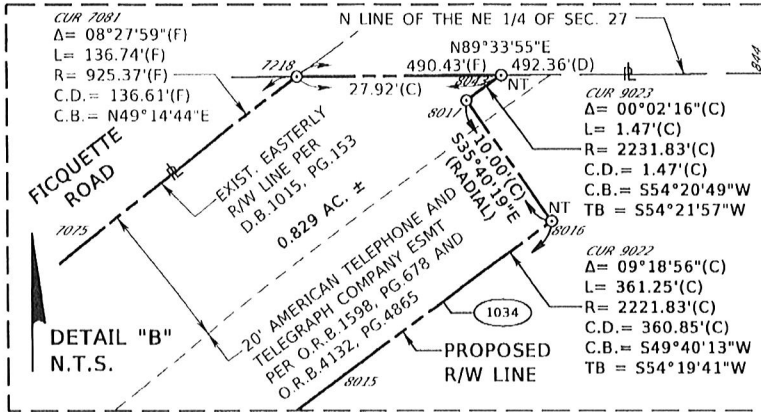 CUR 7081
Δ= 08°27'59"(F)
L= 136.74'(F)
R= 925.37'(F)
C.D.= 136.61'(F)
C.B.= N49°14'44"E
N LINE OF THE NE 1/4 OF SEC. 27
N89°33'55"E
490.43'(F)
492.36'(D)
7218
27.92'(C)
8043
NT
8011
844
CUR 9023
Δ= 00°02'16"(C)
L= 1.47'(C)
R= 2231.83'(C)
C.D.= 1.47'(C)
C.B.= S54°20'49"W
TB = S54°21'57"W
10.00'(C)
S35°40'19"E
(RADIAL)
NT
8016
FICQUETTE
ROAD
7075
EXIST. EASTERLY
R/W LINE PER
D.B.1015, PG.153
0.829 AC. ±
20' AMERICAN TELEPHONE AND
TELEGRAPH COMPANY ESMT
PER O.R.B.1598, PG.678 AND
O.R.B.4132, PG.4865
CUR 9022
Δ= 09°18'56"(C)
L= 361.25'(C)
R= 2221.83'(C)
C.D.= 360.85'(C)
C.B.= S49°40'13"W
TB = S54°19'41"W
1034
PROPOSED
R/W LINE
8015
DETAIL "B"
N.T.S.